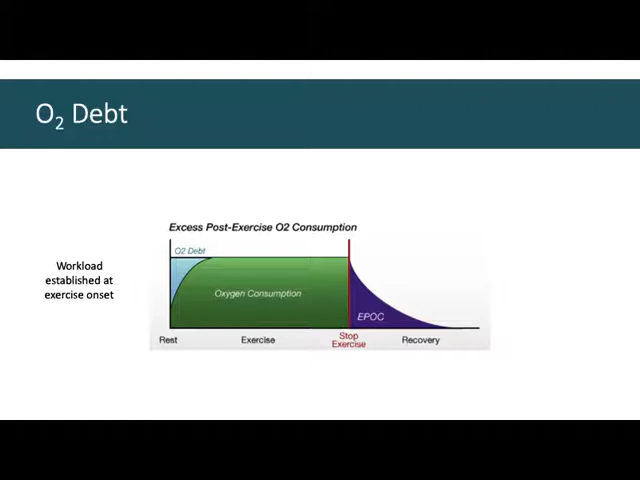 O₂ Debt
Excess Post-Exercise O2 Consumption
O2 Debt
Workload
established at
exercise onset
Oxygen Consumption
EPOC
Rest
Exercise
Stop
Exercise
Recovery